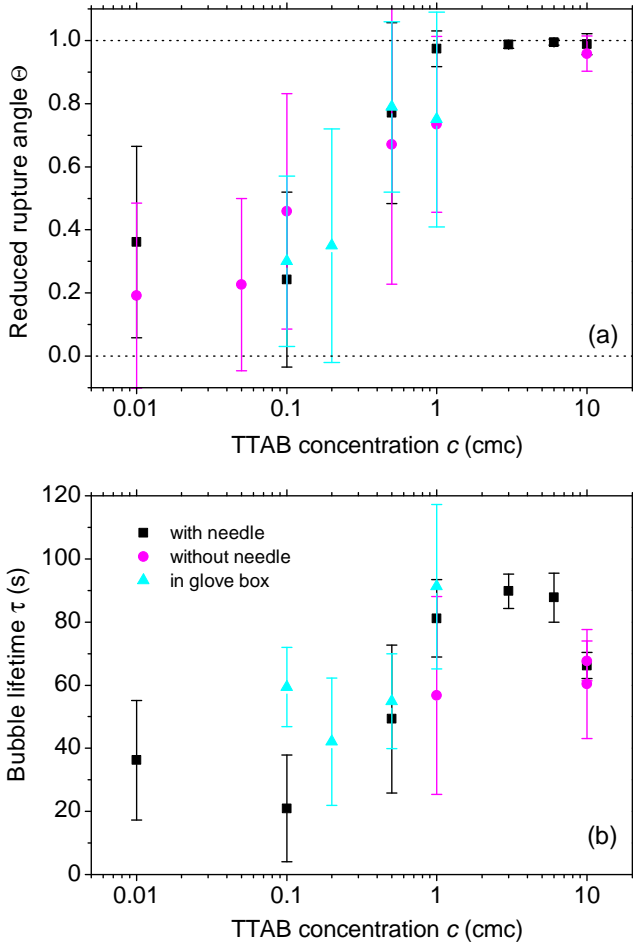 1.0
0.8
0.6
0.4
0.2
0.0
Reduced rupture angle Θ
(a)
0.01 0.1 1 10
TTAB concentration c (cmc)
120
100
80
60
40
20
0
Bubble lifetime τ (s)
with needle
without needle
in glove box
(b)
0.01 0.1 1 10
TTAB concentration c (cmc)